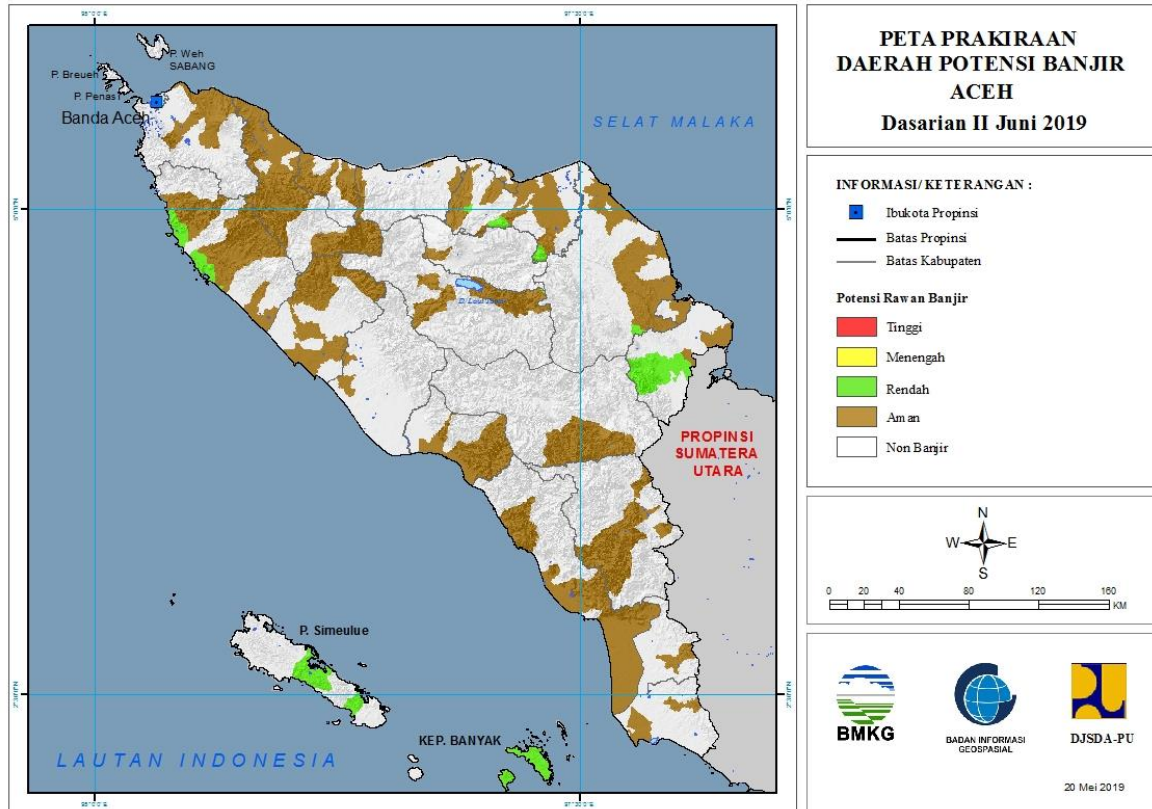 PETA PRAKIRAAN
DAERAH POTENSI BANJIR
ACEH
Dasarian II Juni 2019
INFORMASI/ KETERANGAN :
Ibukota Propinsi
Batas Propinsi
Batas Kabupaten
Potensi Rawan Banjir
Tinggi
Menengah
Rendah
Aman
Non Banjir
N
W E
S
0 20 40 80 120 160
KM
BMKG
BADAN INFORMASI
GEOSPASIAL
DJSDA-PU
20 Mei 2019
P. Weh
SABANG
P. Breueh
P. Penasi
Banda Aceh
SELAT MALAKA
PROPINSI
SUMATERA
UTARA
P. Simeulue
KEP. BANYAK
LAUTAN INDONESIA